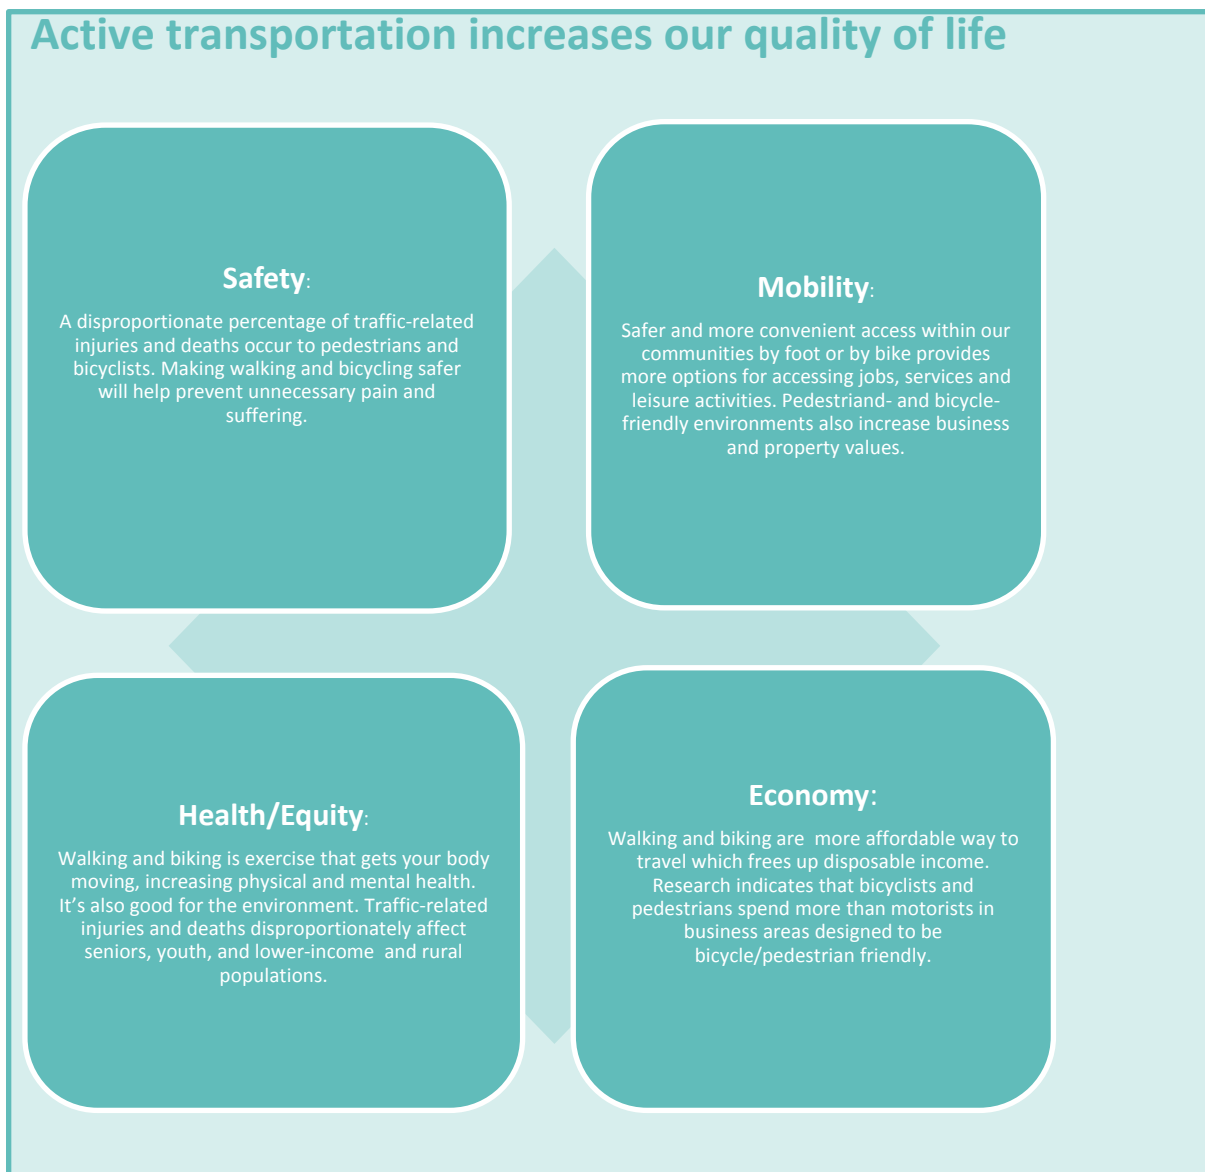 Active transportation increases our quality of life
Safety:
A disproportionate percentage of traffic-related
injuries and deaths occur to pedestrians and
bicyclists. Making walking and bicycling safer
will help prevent unnecessary pain and
suffering.
Mobility:
Safer and more convenient access within our
communities by foot or by bike provides
more options for accessing jobs, services and
leisure activities. Pedestriand- and bicycle-
friendly environments also increase business
and property values.
Health/Equity:
Walking and biking is exercise that gets your body
moving, increasing physical and mental health.
It’s also good for the environment. Traffic-related
injuries and deaths disproportionately affect
seniors, youth, and lower-income  and rural
populations.
Economy:
Walking and biking are  more affordable way to
travel which frees up disposable income.
Research indicates that bicyclists and
pedestrians spend more than motorists in
business areas designed to be
bicycle/pedestrian friendly.